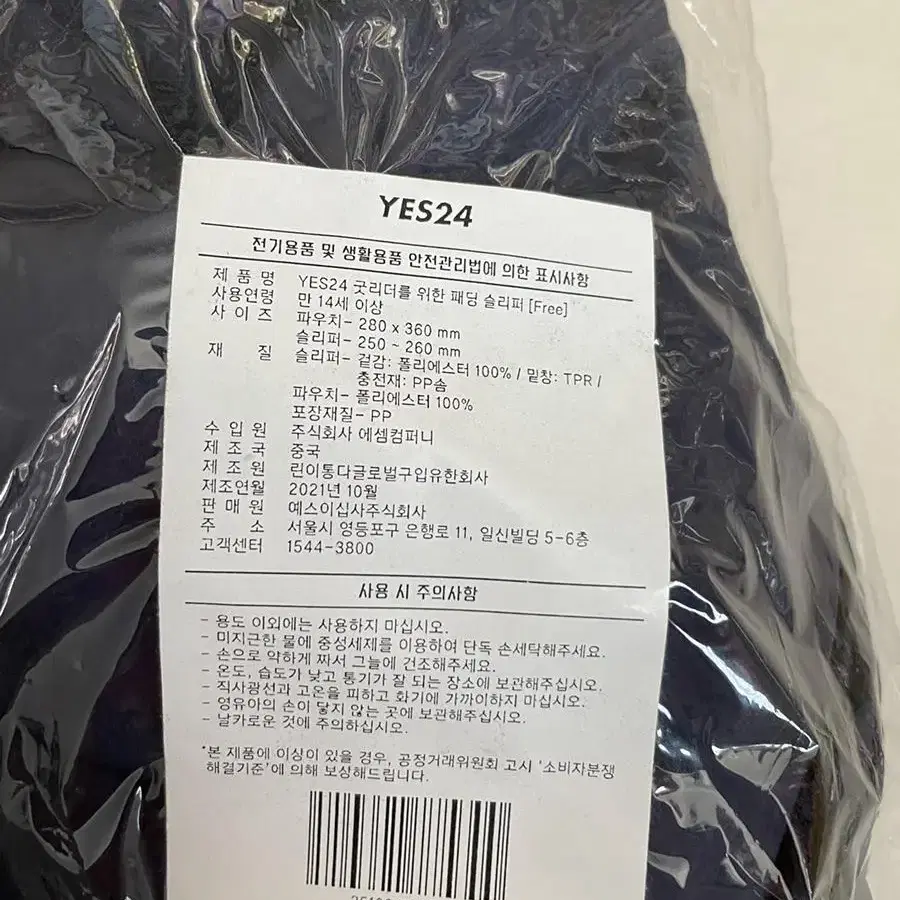 YES24
전기용품 및 생활용품 안전관리법에 의한 표시사항
제 품 명 YES24 굿리더를 위한 패딩 슬리퍼 [Free]
사용연령 만 14세 이상
사 이 즈 파우치- 280 x 360 mm
슬리퍼- 250 ~ 260 mm
재 질 슬리퍼- 겉감: 폴리에스터 100% / 밑창: TPR /
충전재: PP솜
파우치- 폴리에스터 100%
포장재질- PP
수 입 원 주식회사 에셈컴퍼니
제 조 국 중국
제 조 원 린이통다글로벌구입유한회사
제조연월 2021년 10월
판 매 원 예스이십사주식회사
주 소 서울시 영등포구 은행로 11, 일신빌딩 5-6층
고객센터 1544-3800
사용 시 주의사항
- 용도 이외에는 사용하지 마십시오.
- 미지근한 물에 중성세제를 이용하여 단독 손세탁해주세요.
- 손으로 약하게 짜서 그늘에 건조해주세요.
- 온도, 습도가 낮고 통기가 잘 되는 장소에 보관해주십시오.
- 직사광선과 고온을 피하고 화기에 가까이하지 마십시오.
- 영유아의 손이 닿지 않는 곳에 보관해주십시오.
- 날카로운 것에 주의하십시오.
*본 제품에 이상이 있을 경우, 공정거래위원회 고시 '소비자분쟁
해결기준'에 의해 보상해드립니다.